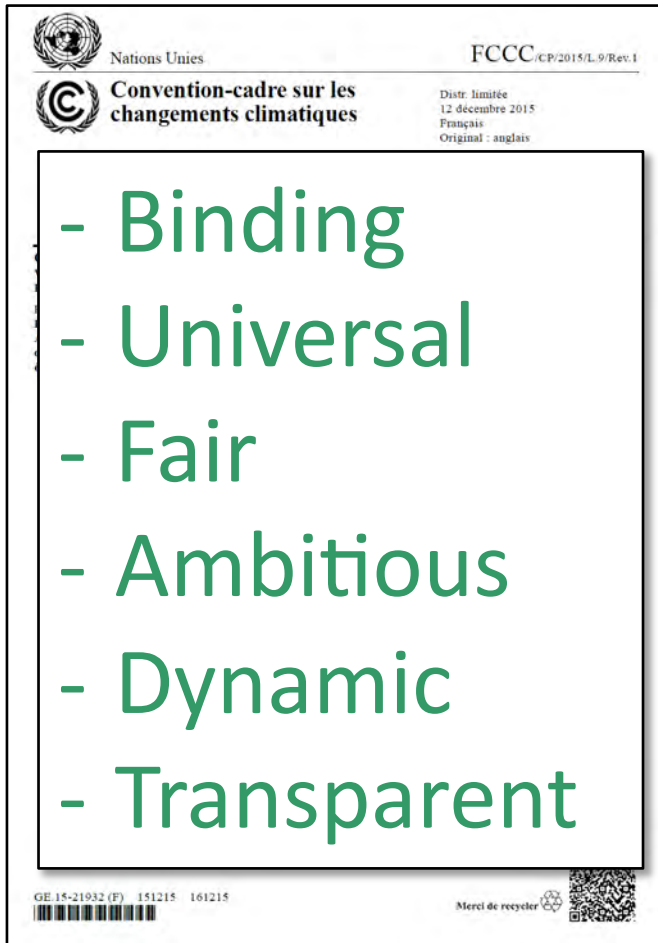 Nations Unies
FCCC/CP/2015/L.9/Rev.1
Convention-cadre sur les
changements climatiques
Distr. limitée
12 décembre 2015
Français
Original : anglais
- Binding
- Universal
- Fair
- Ambitious
- Dynamic
- Transparent
GE.15-21932 (F) 151215 161215
Merci de recycler